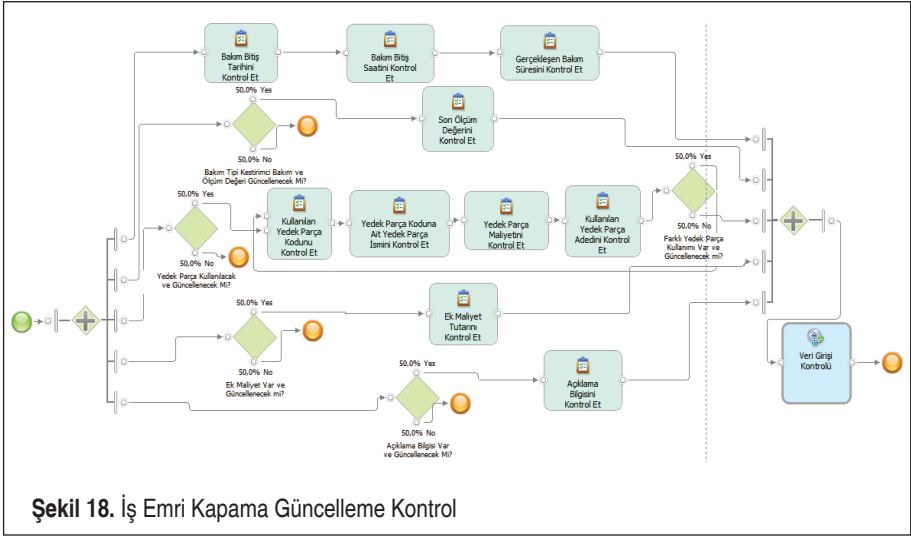 Bakım Bitiş
Tarihini
Kontrol Et
Bakım Bitiş
Saatini Kontrol
Et
Gerçekleşen Bakım
Süresini Kontrol Et
50,0% Yes
50,0% No
Bakım Tipi Kestirimci Bakım ve
Ölçüm Değeri Güncellenecek Mi?
Son Ölçüm
Değerini
Kontrol Et
50,0% Yes
50,0% No
Yedek Parça Kullanılacak
ve Güncellenecek Mi?
Kullanılan
Yedek Parça
Kodunu
Kontrol Et
Yedek Parça Koduna
Ait Yedek Parça
İsmini Kontrol Et
Yedek Parça
Maliyetini
Kontrol Et
Kullanılan
Yedek Parça
Adedini Kontrol
Et
50,0% Yes
50,0% No
Farklı Yedek Parça
Kullanımı Var ve
Güncellenecek mi?
50,0% Yes
50,0% No
Ek Maliyet Var ve
Güncellenecek mi?
Ek Maliyet
Tutarını
Kontrol Et
50,0% Yes
50,0% No
Açıklama Bilgisi Var
ve Güncellenecek Mi?
Açıklama
Bilgisini
Kontrol Et
Veri Girişi
Kontrolü
Şekil 18. İş Emri Kapama Güncelleme Kontrol